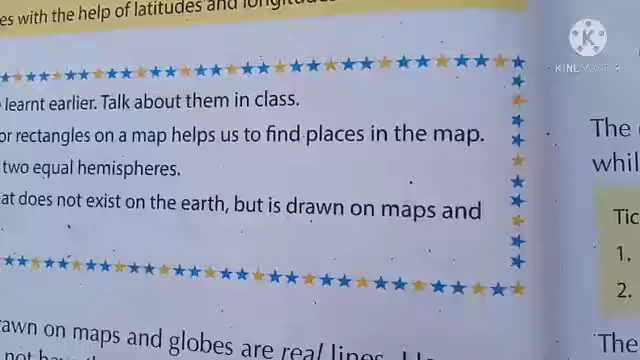 es with the help of latitudes and
learnt earlier. Talk about them in class.
or rectangles on a map helps us to find places in the map.
two equal hemispheres.
at does not exist on the earth, but is drawn on maps and
rawn on maps and globes are real lines.
not
KINEMASTER
The
whil
Tic
1.
2.
The